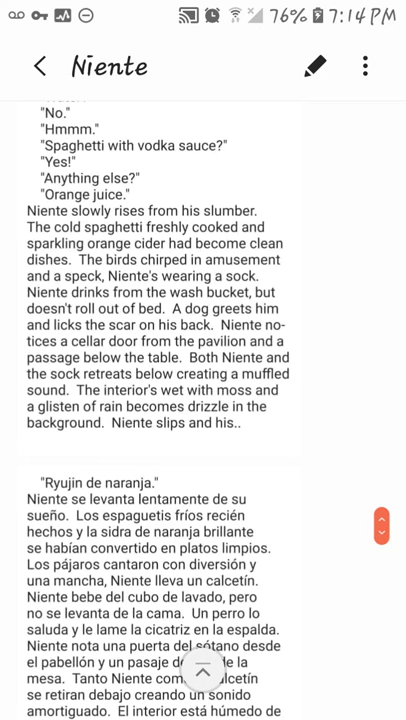 76% 7:14 PM
Niente
"No."
"Hmmm."
"Spaghetti with vodka sauce?"
"Yes!"
"Anything else?"
"Orange juice."
Niente slowly rises from his slumber.
The cold spaghetti freshly cooked and
sparkling orange cider had become clean
dishes.  The birds chirped in amusement
and a speck, Niente's wearing a sock.
Niente drinks from the wash bucket, but
doesn't roll out of bed.  A dog greets him
and licks the scar on his back.  Niente no-
tices a cellar door from the pavilion and a
passage below the table.  Both Niente and
the sock retreats below creating a muffled
sound.  The interior's wet with moss and
a glisten of rain becomes drizzle in the
background.  Niente slips and his..
"Ryujin de naranja."
Niente se levanta lentamente de su
sueño.  Los espaguetis fríos recién
hechos y la sidra de naranja brillante
se habían convertido en platos limpios.
Los pájaros cantaron con diversión y
una mancha, Niente lleva un calcetín.
Niente bebe del cubo de lavado, pero
no se levanta de la cama.  Un perro lo
saluda y le lame la cicatriz en la espalda.
Niente nota una puerta del sótano desde
el pabellón y un pasaje de la
mesa.  Tanto Niente com calcetín
se retiran debajo creando un sonido
amortiguado.  El interior está húmedo de